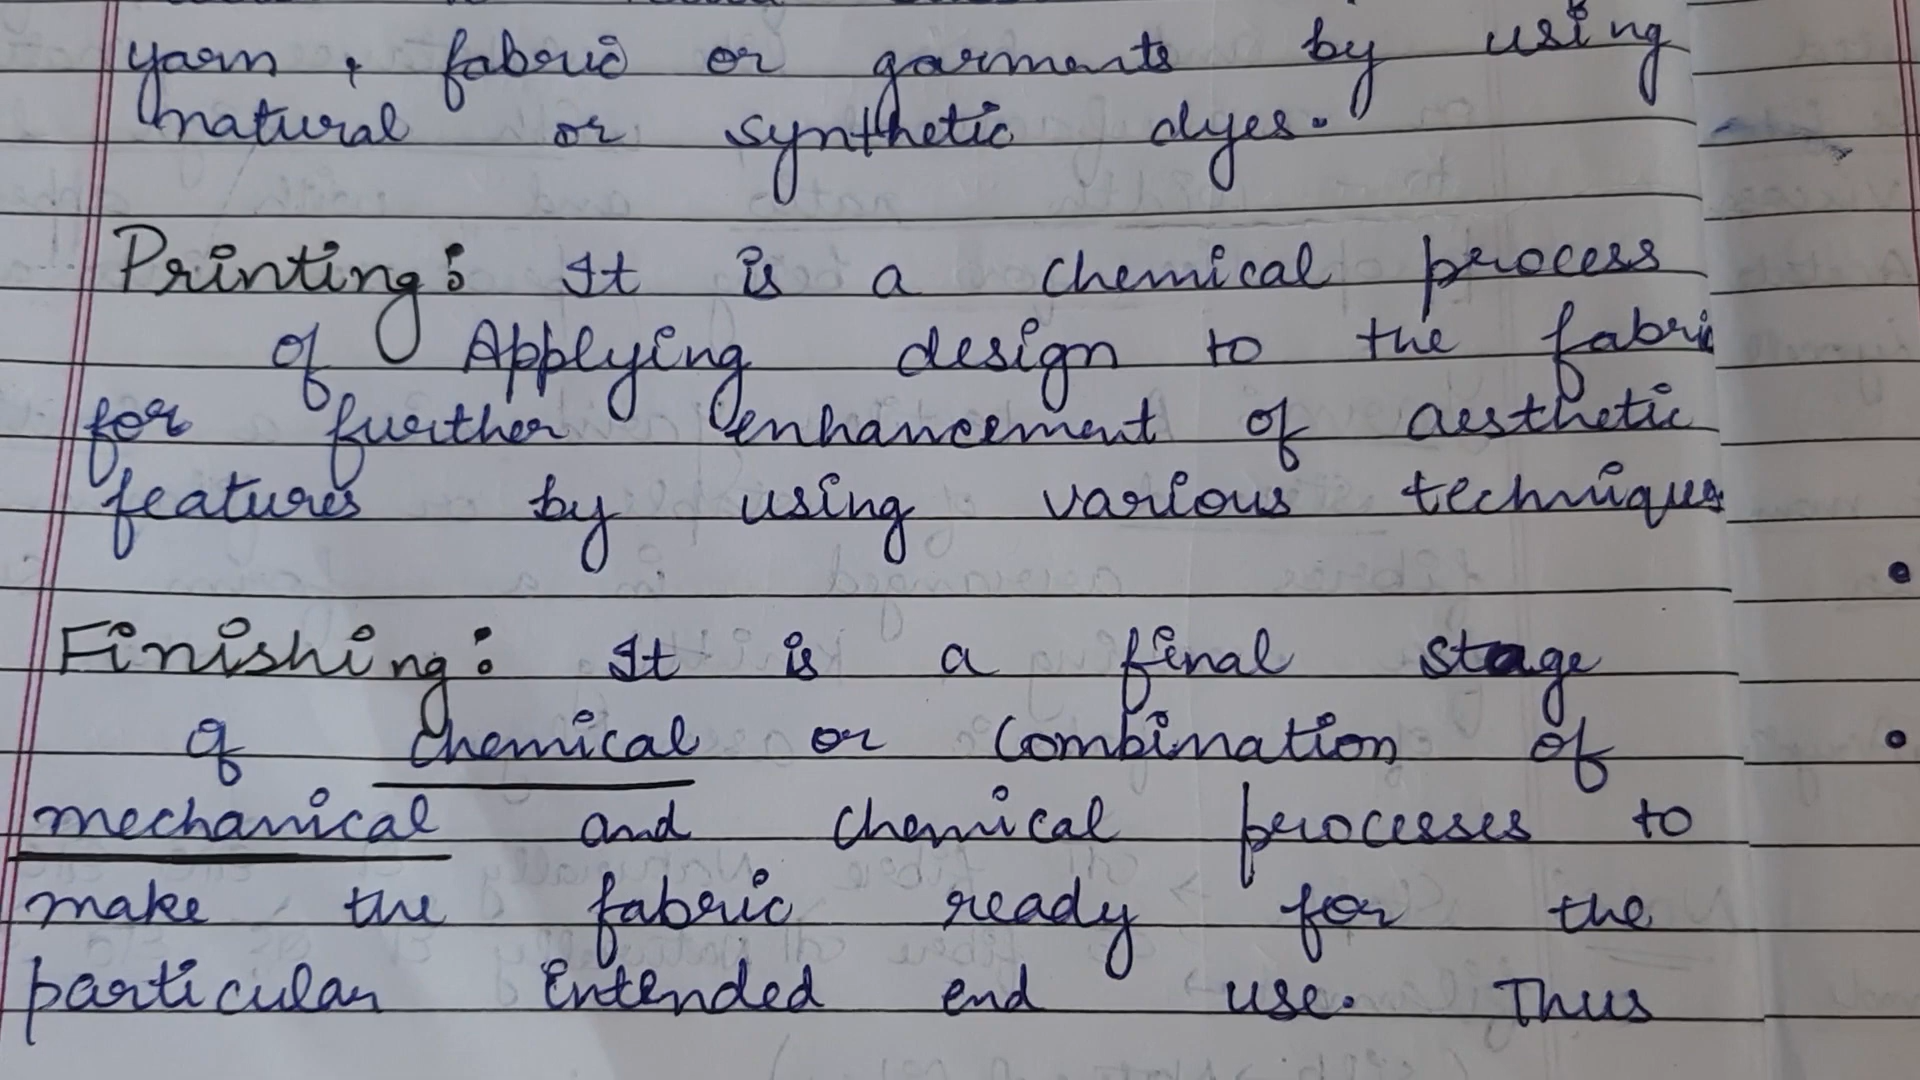 yarn, fabric or garments by using
natural or synthetic dyes.
Printing: It is a chemical process
of Applying design to the fabric
for further enhancement of aesthetic
features by using various techniques
Finishing: It is a final stage
of chemical or combination of
mechanical and chemical processes to
make the fabric ready for the
particular intended end use. Thus